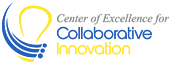 Center of Excellence for
Collaborative
Innovation